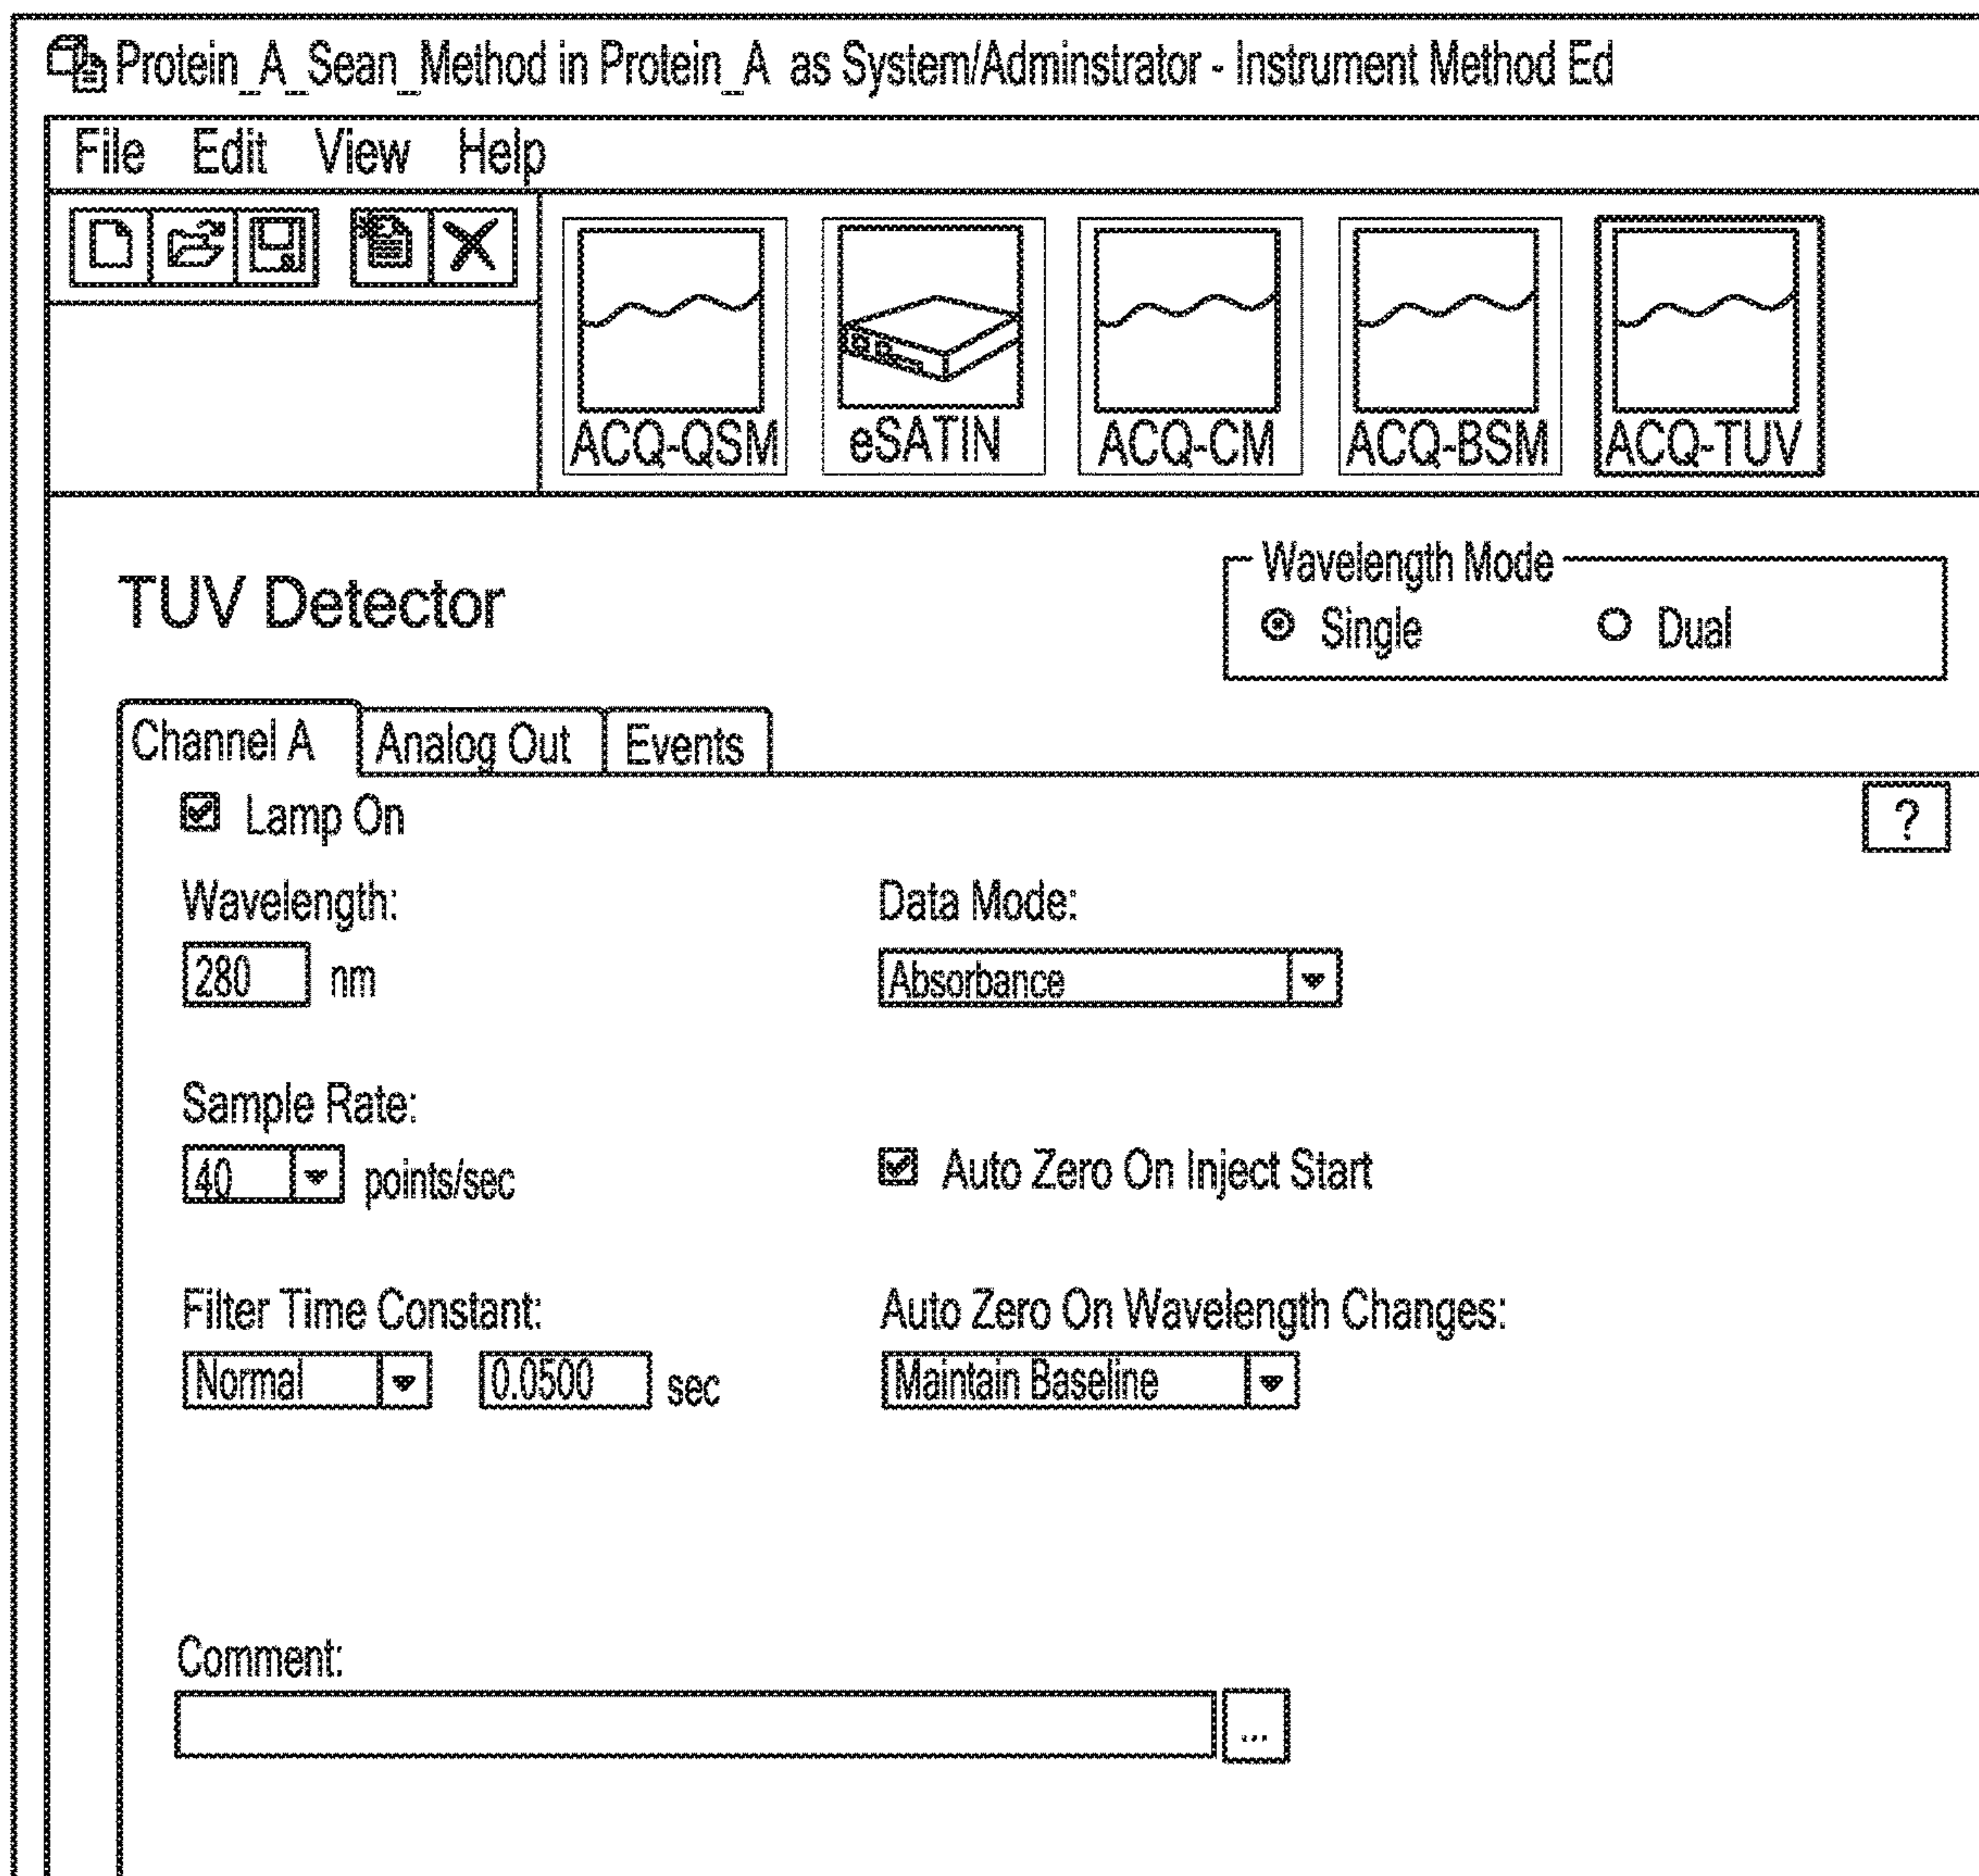 Protein_A_Sean_Method in Protein_A as System/Adminstrator - Instrument Method Ed
File Edit View Help
ACQ-QSM eSATIN ACQ-CM ACQ-BSM ACQ-TUV
TUV Detector
Wavelength Mode
Single Dual
Channel A Analog Out Events
Lamp On
?
Wavelength: Data Mode:
280 nm Absorbance
Sample Rate:
40 points/sec Auto Zero On Inject Start
Filter Time Constant: Auto Zero On Wavelength Changes:
Normal 0.0500 sec Maintain Baseline
Comment:
...